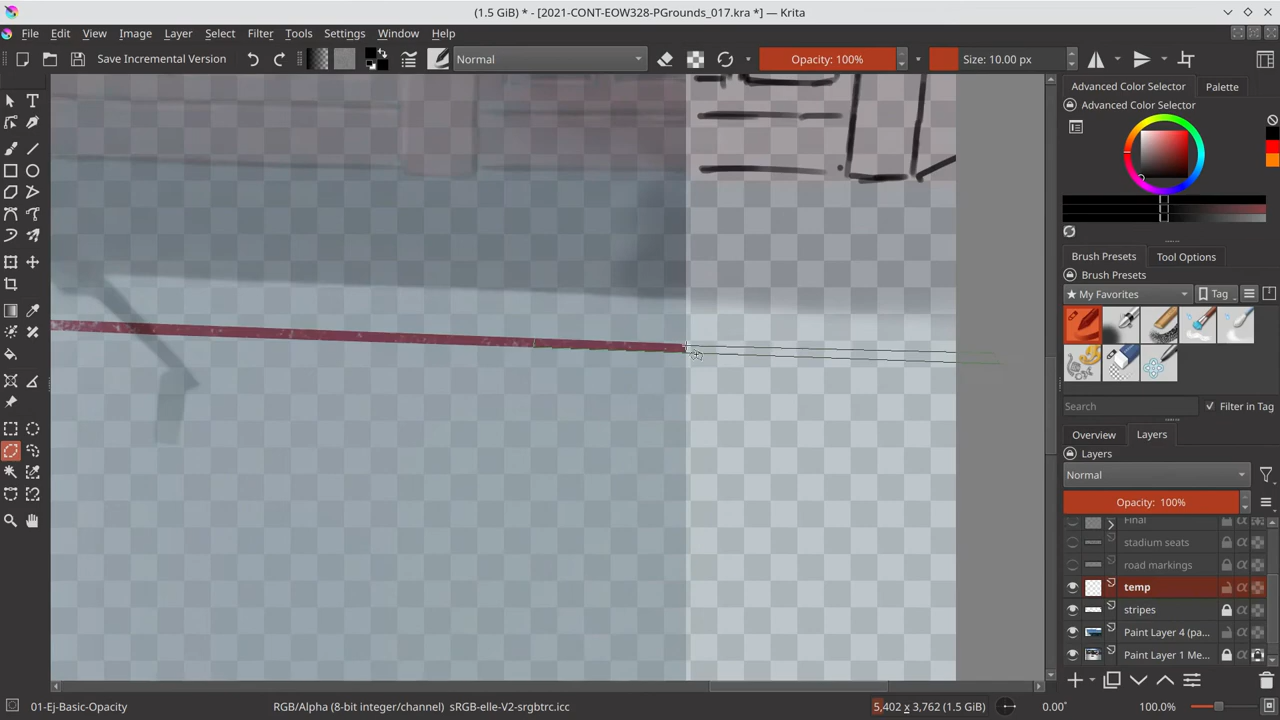 (1.5 GiB) * - [2021-CONT-EOW328-PGrounds_017.kra *] — Krita
File Edit View Image Layer Select Filter Tools Settings Window Help
Save Incremental Version Normal Opacity: 100% Size: 10.00 px
Advanced Color Selector Palette
Advanced Color Selector
Brush Presets Tool Options
Brush Presets
★ My Favorites Tag
Search Filter in Tag
Overview Layers
Layers
Normal
Opacity: 100%
Final
stadium seats
road markings
temp
stripes
Paint Layer 4 (pa...
Paint Layer 1 Me...
01-Ej-Basic-Opacity RGB/Alpha (8-bit integer/channel) sRGB-elle-V2-srgbtrc.icc 5,402 x 3,762 (1.5 GiB) 0.00° 100.0%